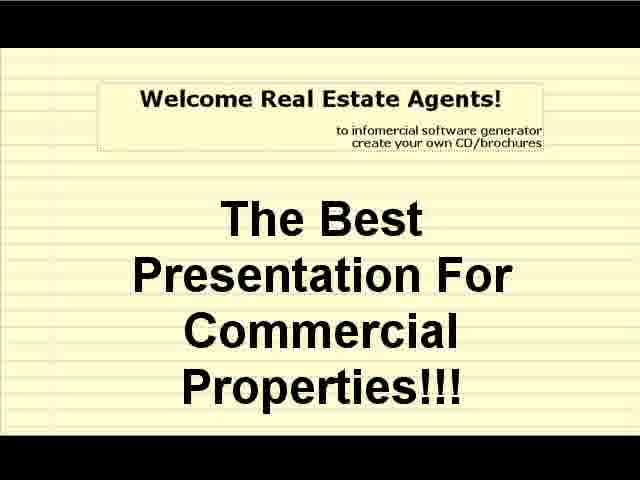 Welcome Real Estate Agents!
to infomercial software generator
create your own CD/brochures
The Best
Presentation For
Commercial
Properties!!!